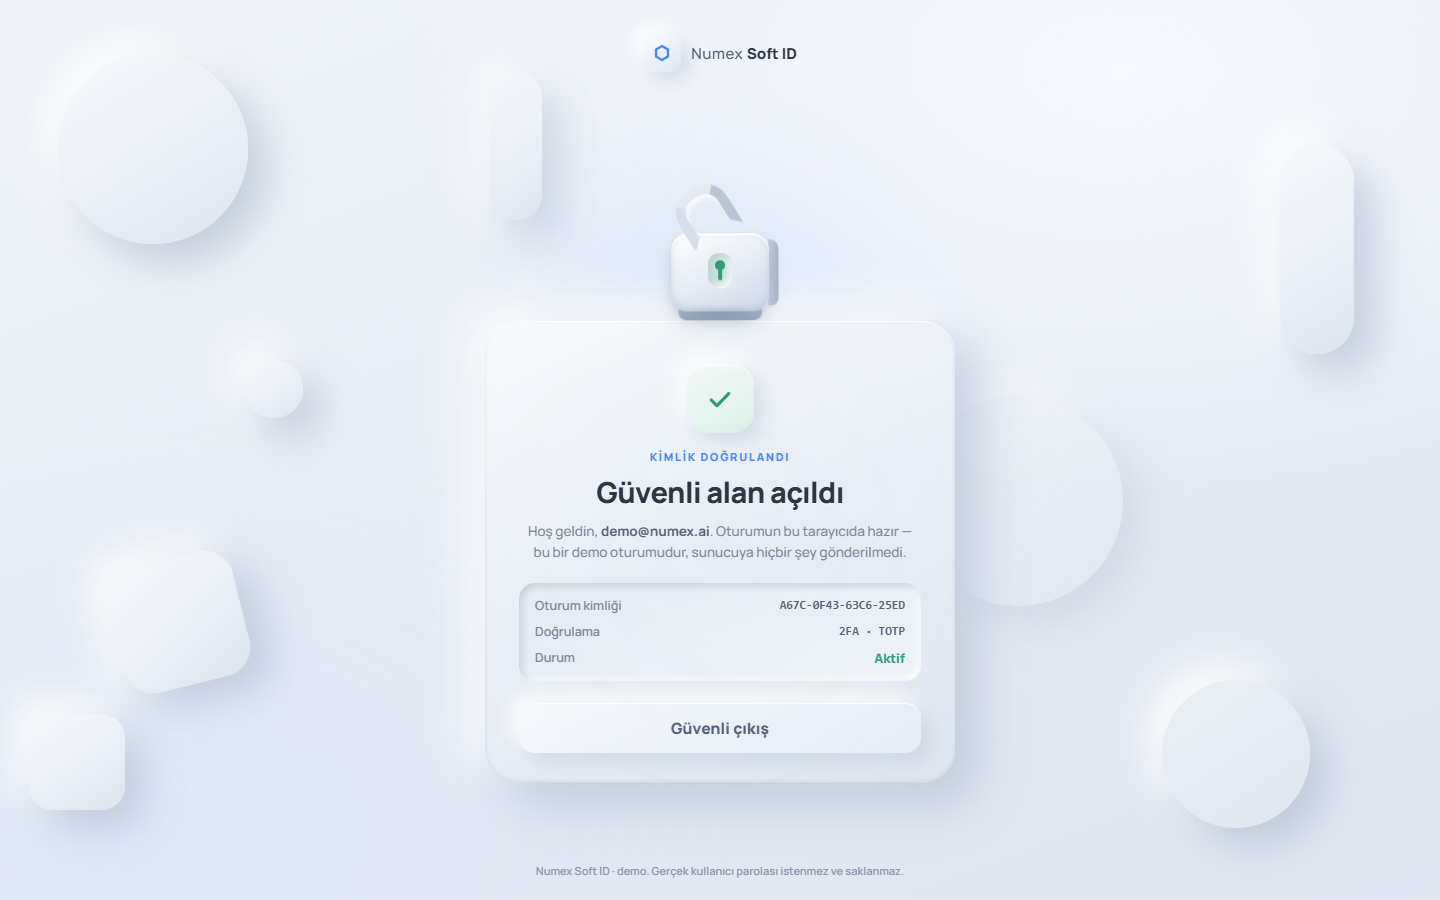 Numex Soft ID
KİMLİK DOĞRULANDI
Güvenli alan açıldı
Hoş geldin, demo@numex.ai. Oturumun bu tarayıcıda hazır —
bu bir demo oturumudur, sunucuya hiçbir şey gönderilmedi.
Oturum kimliği A67C-0F43-63C6-25ED
Doğrulama 2FA · TOTP
Durum Aktif
Güvenli çıkış
Numex Soft ID · demo. Gerçek kullanıcı parolası istenmez ve saklanmaz.